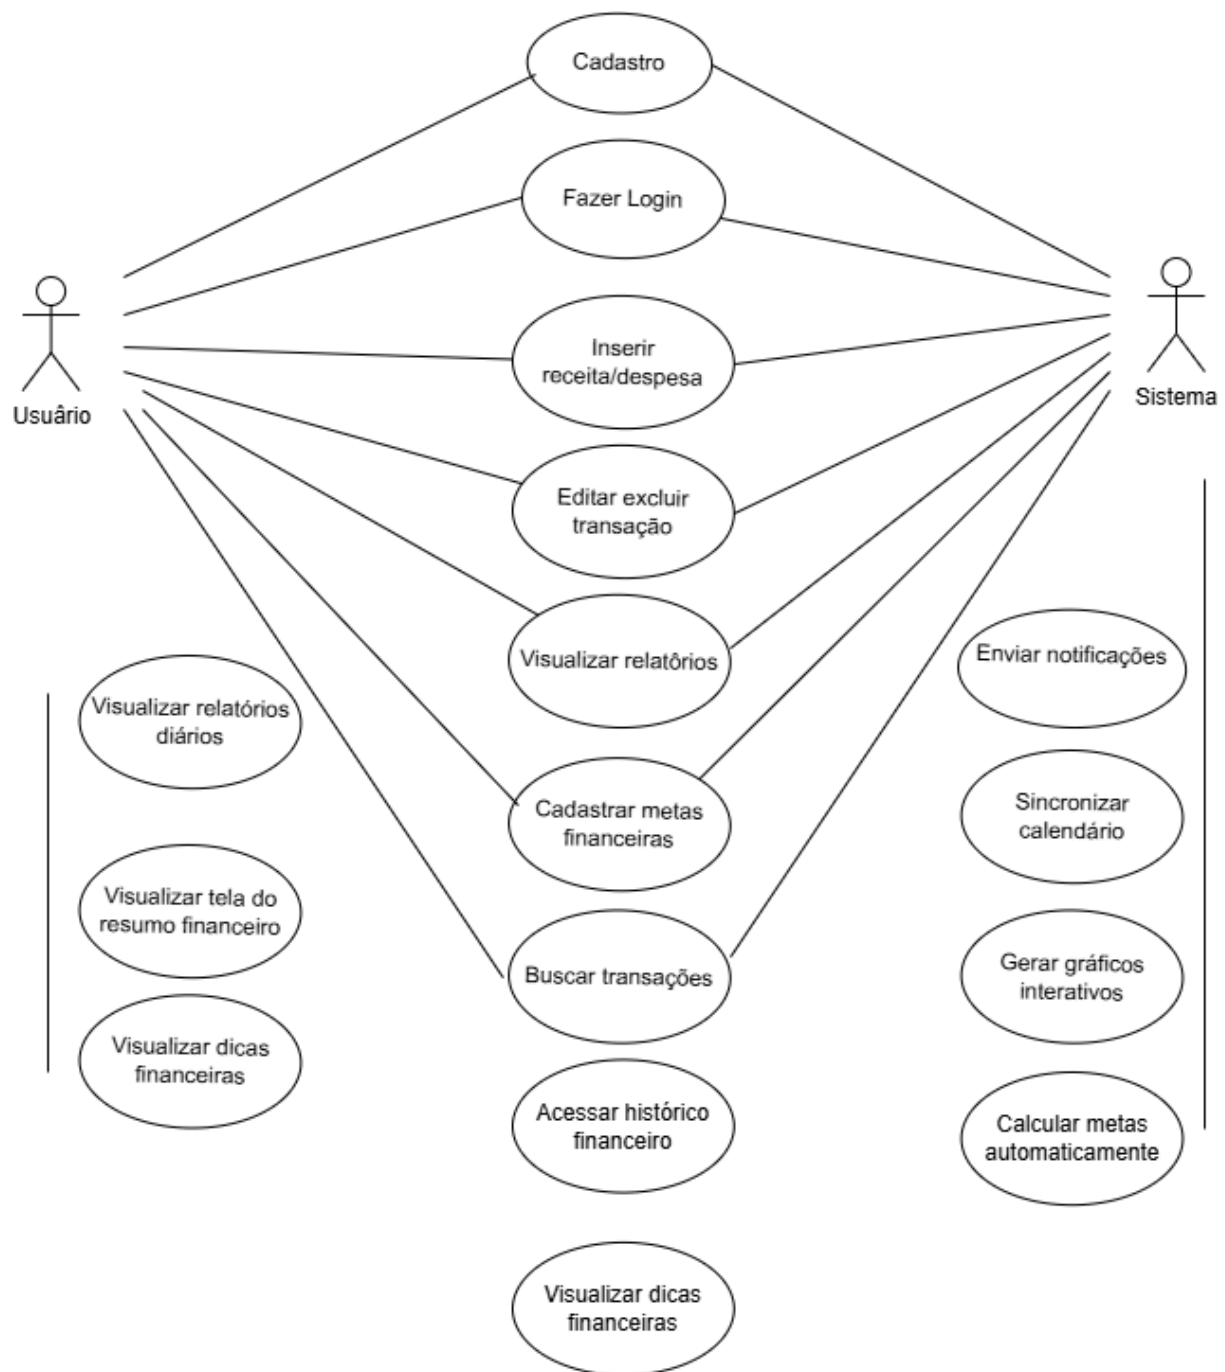 Cadastro
Fazer Login
Inserir
receita/despesa
Usuârio
Sistema
Editar excluir
transação
Visualizar relatôrios
Enviar notificações
Visualizar relatórios
diários
Cadastrar metas
financeiras
Sincronizar
calendário
Visualizar tela do
resumo financeiro
Buscar transações
Gerar gráficos
interativos
Visualizar dicas
financeiras
Acessar histórico
financeiro
Calcular metas
automaticamente
Visualizar dicas
financeiras